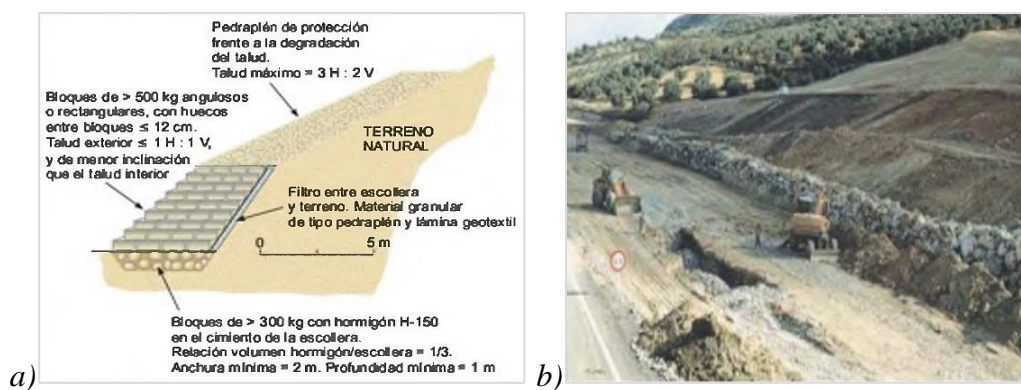 Pedraplén de protección
frente a la degradación
del talud.
Talud máximo = 3 H : 2 V
Bloques de > 500 kg angulosos
o rectangulares, con huecos
entre bloques ≤ 12 cm.
Talud exterior ≤ 1 H : 1 V,
y de menor inclinación
que el talud interior
TERRENO
NATURAL
Filtro entre escollera
y terreno. Material granular
de tipo pedraplén y lámina geotextil
0
5 m
Bloques de > 300 kg con hormigón H-150
en el cimiento de la escollera.
Relación volumen hormigón/escollera = 1/3.
Anchura mínima = 2 m. Profundidad mínima = 1 m
a)
b)